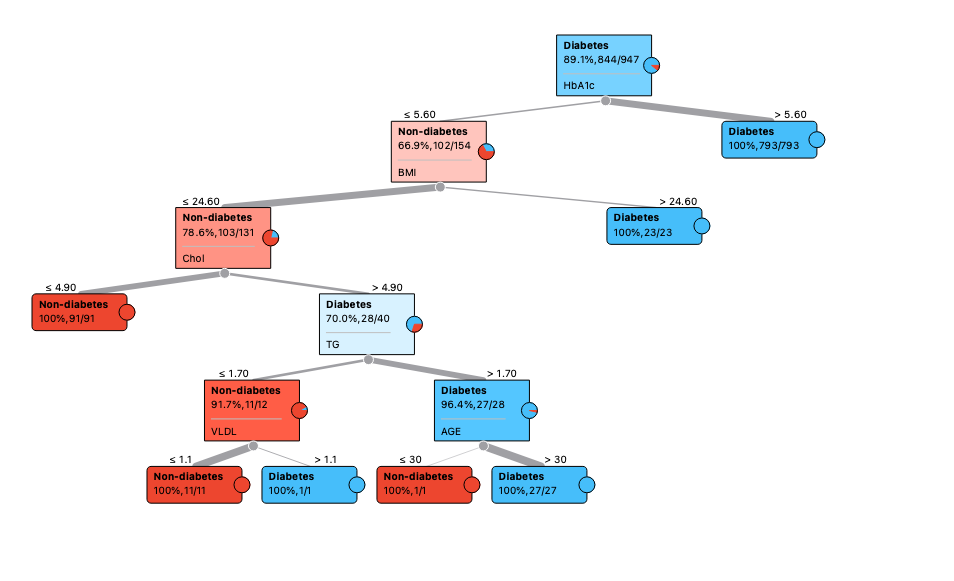 Diabetes
89.1%, 844/947
HbA1c
≤ 5.60
> 5.60
Non-diabetes
66.9%, 102/154
BMI
Diabetes
100%, 793/793
≤ 24.60
> 24.60
Non-diabetes
78.6%, 103/131
Chol
Diabetes
100%, 23/23
≤ 4.90
> 4.90
Non-diabetes
100%, 91/91
Diabetes
70.0%, 28/40
TG
≤ 1.70
> 1.70
Non-diabetes
91.7%, 11/12
VLDL
Diabetes
96.4%, 27/28
AGE
≤ 1.1
> 1.1
≤ 30
> 30
Non-diabetes
100%, 11/11
Diabetes
100%, 1/1
Non-diabetes
100%, 1/1
Diabetes
100%, 27/27